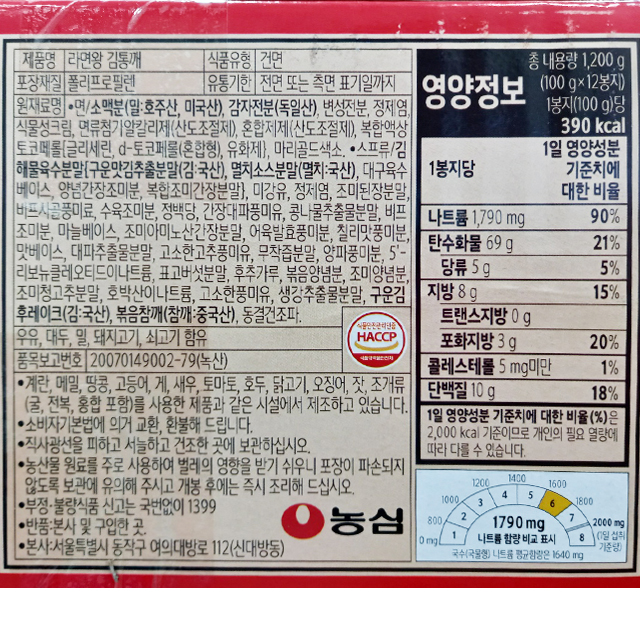 제품명 라면왕 김통깨 식품유형 건면
포장재질 폴리프로필렌 유통기한 전면 또는 측면 표기일까지
원재료명 •면/소맥분(밀:호주산, 미국산), 감자전분(독일산), 변성전분, 정제염,
식물성크림, 면류첨가알칼리제(산도조절제), 혼합제제(산도조절제), 복합액상
토코페롤[글리세린, d-토코페롤(혼합형), 유화제], 마리골드색소. •스프류/김
해물육수분말{구운맛김추출분말(김:국산), 멸치소스분말(멸치:국산), 대구육수
베이스, 양념간장조미분, 복합조미간장분말}, 미강유, 정제염, 조미된장분말,
비프사골풍미료, 수육조미분, 정백당, 간장대파풍미유, 콩나물추출물분말, 비프
조미분, 마늘베이스, 조미아미노산간장분말, 어육발효풍미분, 칠리맛풍미분,
맛베이스, 대파추출물분말, 고소한고추풍미유, 무착즙분말, 양파풍미분, 5'-
리보뉴클레오티드이나트륨, 표고버섯분말, 후추가루, 볶음양념분, 조미양념분,
조미청고추분말, 호박산이나트륨, 고소한풍미유, 생강추출물분말, 구운김
후레이크(김:국산), 볶음참깨(참깨:중국산), 동결건조파.
우유, 대두, 밀, 돼지고기, 쇠고기 함유
품목보고번호 20070149002-79(녹산)
식품안전관리인증
HACCP
식품의약품안전처
•계란, 메밀, 땅콩, 고등어, 게, 새우, 토마토, 호두, 닭고기, 오징어, 잣, 조개류
(굴, 전복, 홍합 포함)를 사용한 제품과 같은 시설에서 제조하고 있습니다.
•소비자기본법에 의거 교환, 환불해 드립니다.
•직사광선을 피하고 서늘하고 건조한 곳에 보관하십시오.
•농산물 원료를 주로 사용하여 벌레의 영향을 받기 쉬우니 포장이 파손되지
않도록 보관에 유의해 주시고 개봉 후에는 즉시 조리해 드십시오.
•부정·불량식품 신고는 국번없이 1399
•반품:본사 및 구입한 곳.
•본사:서울특별시 동작구 여의대방로 112(신대방동)
농심
영양정보
총 내용량 1,200 g
(100 g×12봉지)
1봉지(100 g)당
390 kcal
1봉지당 1일 영양성분
기준치에
대한 비율
나트륨 1,790 mg 90%
탄수화물 69 g 21%
당류 5 g 5%
지방 8 g 15%
트랜스지방 0 g
포화지방 3 g 20%
콜레스테롤 5 mg미만 1%
단백질 10 g 18%
1일 영양성분 기준치에 대한 비율(%)은
2,000 kcal 기준이므로 개인의 필요 열량에
따라 다를 수 있습니다.
0 mg 800 1000 1200 1400 1600 1800 2000 mg
(1일 섭취
기준량)
1 2 3 4 5 6 7 8
1790 mg
나트륨 함량 비교 표시
국수(국물형) 나트륨 평균함량은 1640 mg